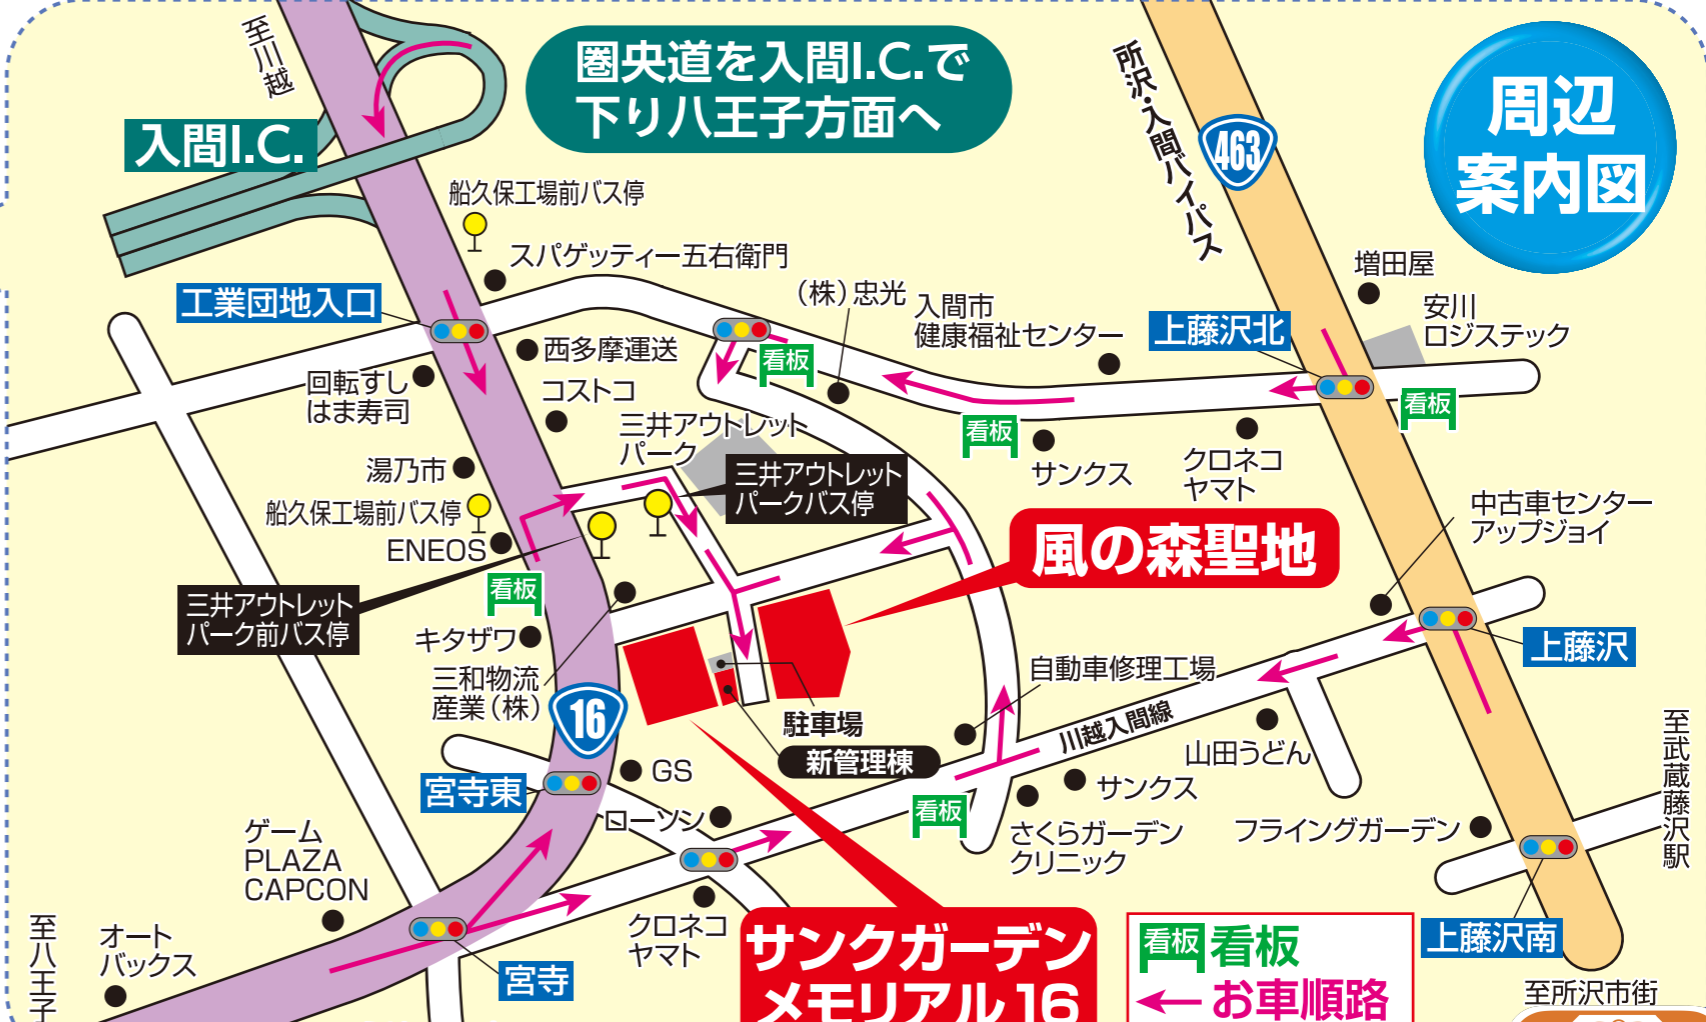 至川越
圏央道を入間I.C.で
下り八王子方面へ
入間I.C.
所沢・入間バイパス
463
周辺
案内図
船久保工場前バス停
スパゲッティー五右衛門
工業団地入口
(株)忠光
入間市
健康福祉センター
上藤沢北
増田屋
安川
ロジステック
西多摩運送
看板
回転すし
はま寿司
コストコ
看板
三井アウトレット
パーク
看板
サンクス
クロネコ
ヤマト
湯乃市
三井アウトレット
パークバス停
船久保工場前バス停
ENEOS
中古車センター
アップジョイ
風の森聖地
看板
三井アウトレット
パーク前バス停
キタザワ
三和物流
産業(株)
上藤沢
自動車修理工場
16
駐車場
新管理棟
川越入間線
山田うどん
至武蔵藤沢駅
宮寺東
GS
サンクス
ローソン
看板
さくらガーデン
クリニック
フライングガーデン
ゲーム
PLAZA
CAPCON
クロネコ
ヤマト
上藤沢南
至八王子
オート
バックス
宮寺
サンクガーデン
メモリアル16
看板 看板
お車順路
至所沢市街